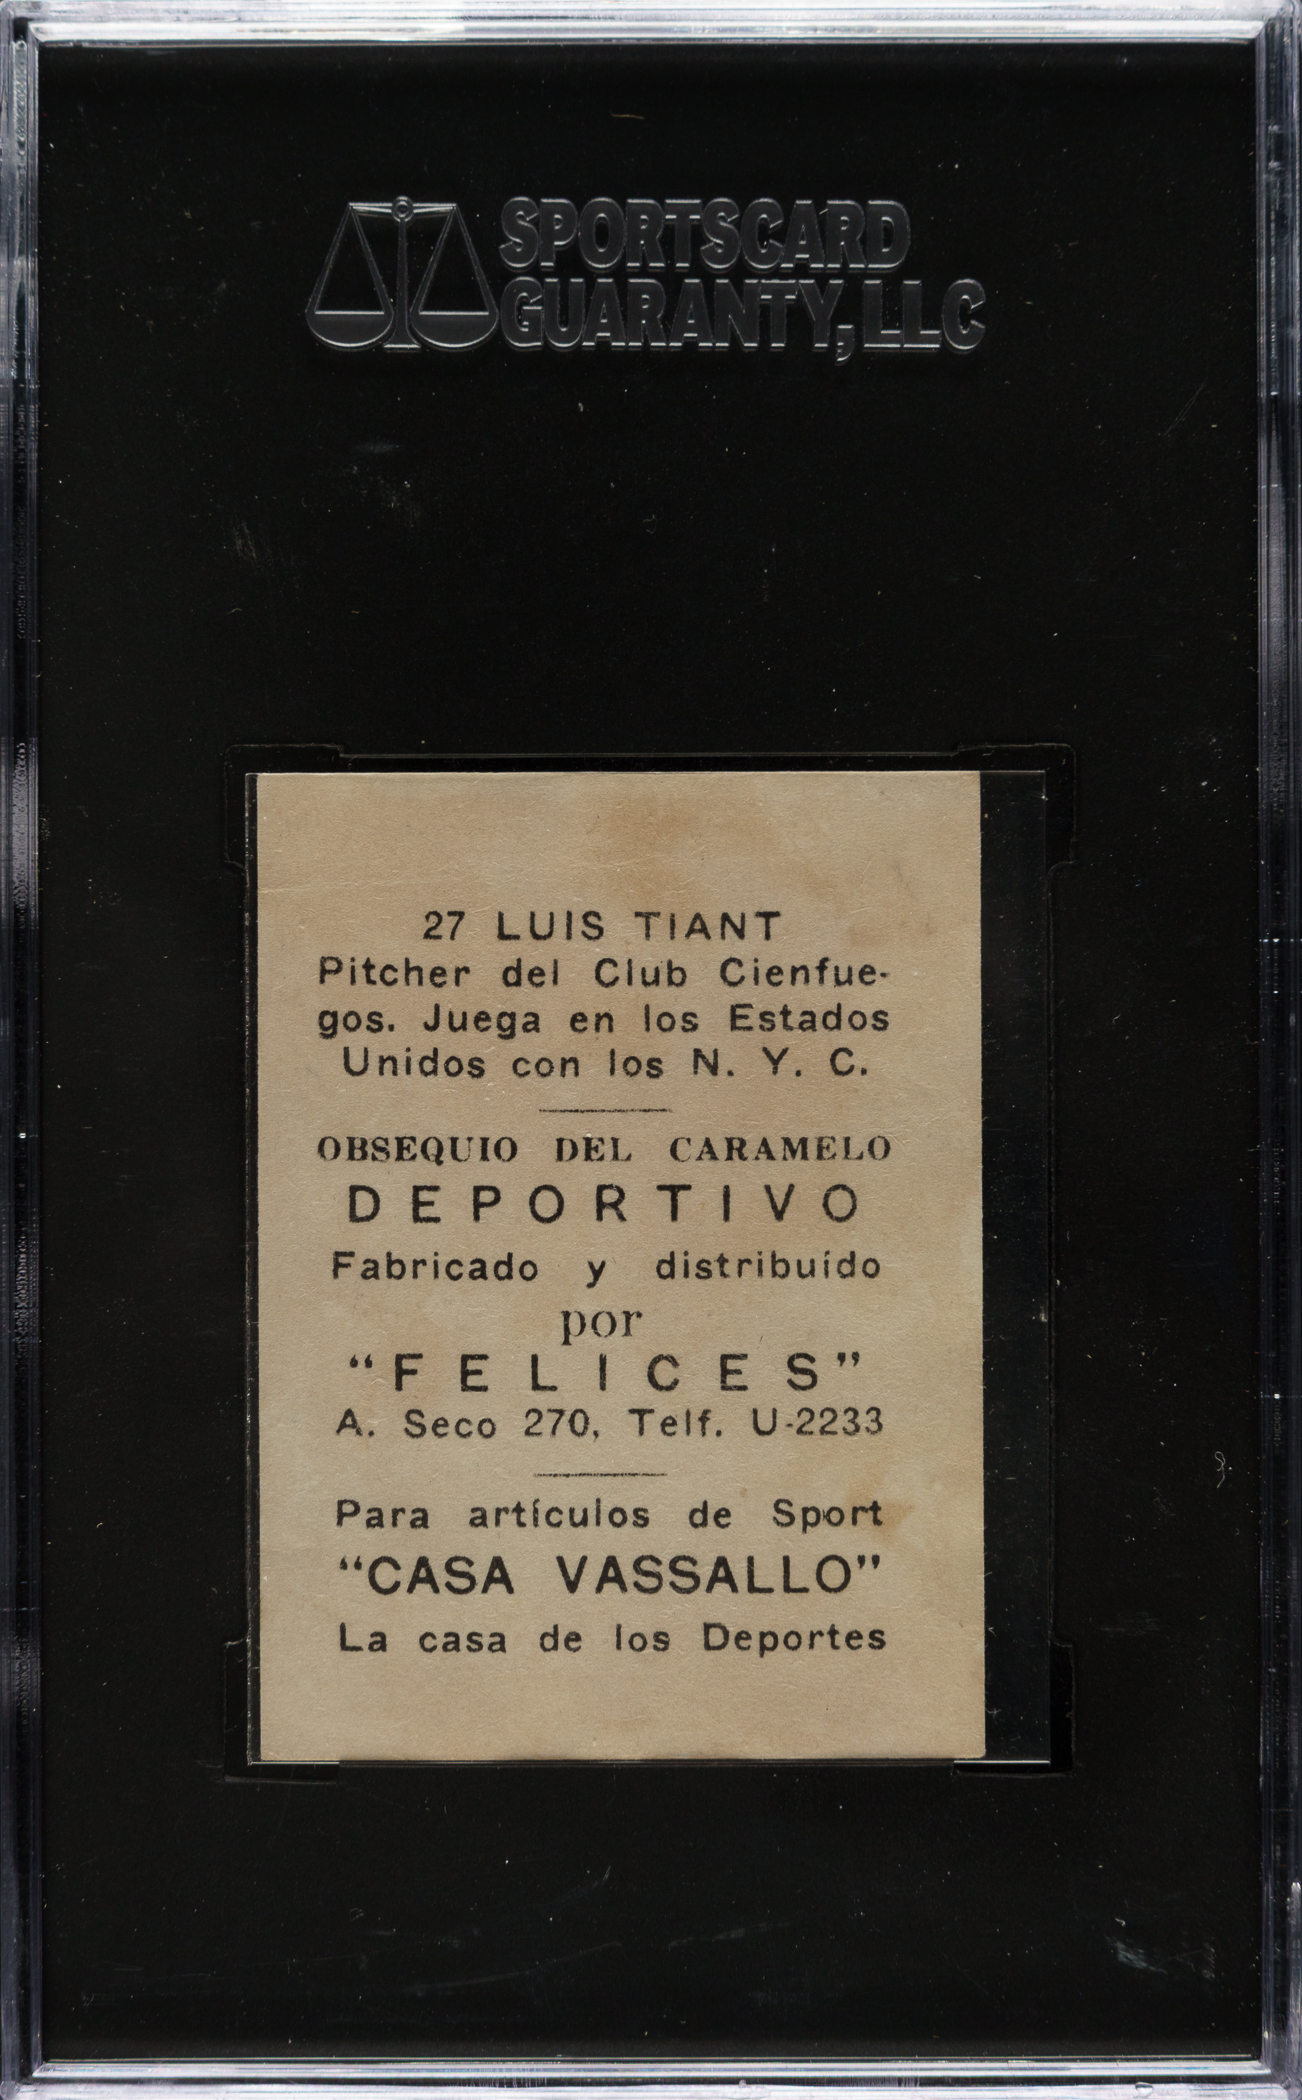 SPORTSCARD
GUARANTY, LLC
27 LUIS TIANT
Pitcher del Club Cienfue-
gos. Juega en los Estados
Unidos con los N. Y. C.
OBSEQUIO DEL CARAMELO
DEPORTIVO
Fabricado y distribuído
por
"FELICES"
A. Seco 270, Telf. U-2233
Para artículos de Sport
"CASA VASSALLO"
La casa de los Deportes